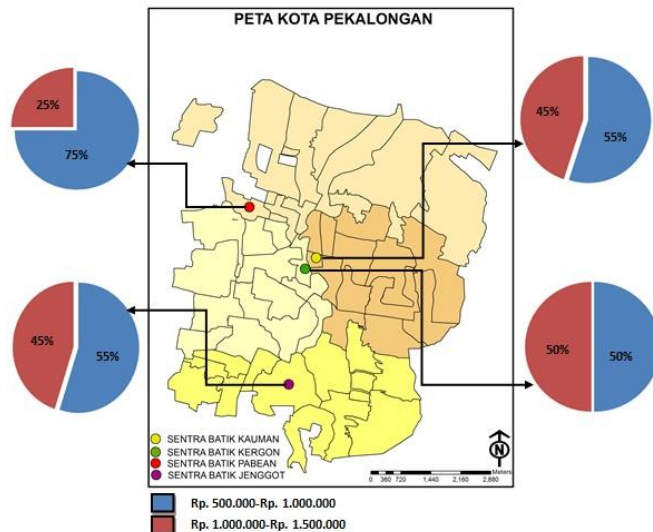 PETA KOTA PEKALONGAN
25%
75%
45%
55%
45%
55%
50%
50%
SENTRA BATIK KAUMAN
SENTRA BATIK KERGON
SENTRA BATIK PABEAN
SENTRA BATIK JENGGOT
N
Meters
0 360 720 1,440 2,160 2,880
Rp. 500.000-Rp. 1.000.000
Rp. 1.000.000-Rp. 1.500.000